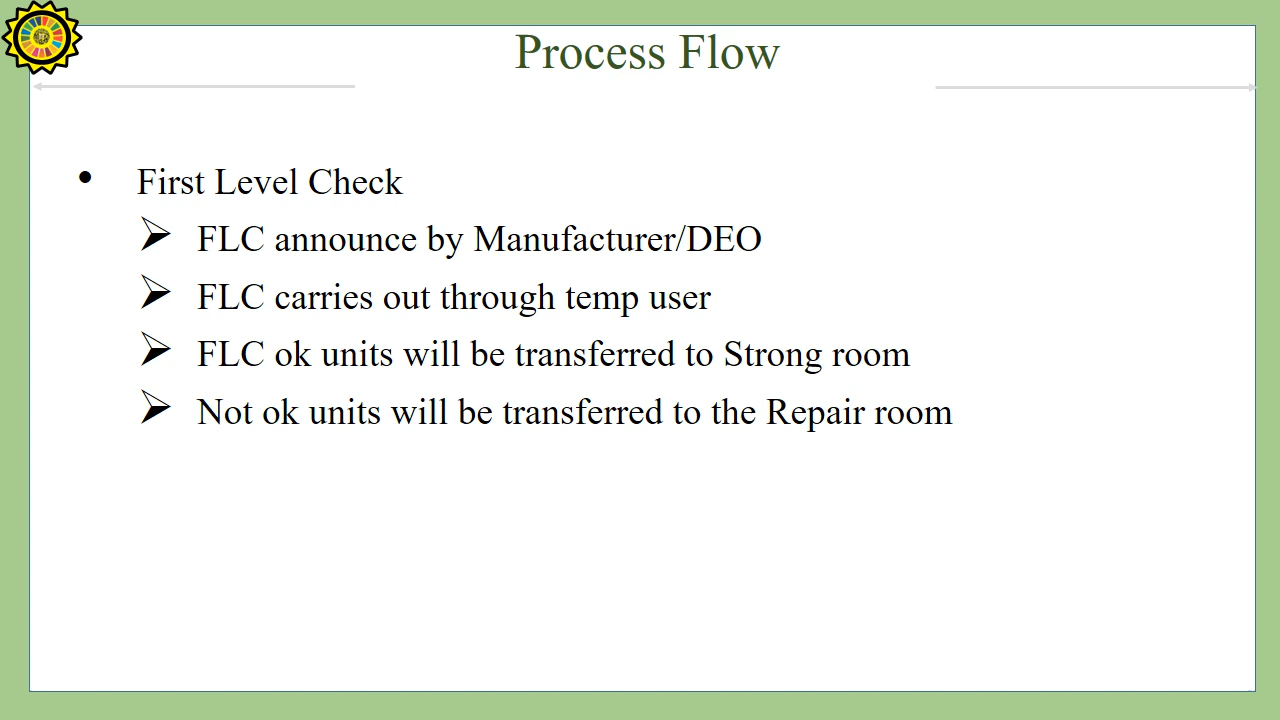 Process Flow
• First Level Check
➢ FLC announce by Manufacturer/DEO
➢ FLC carries out through temp user
➢ FLC ok units will be transferred to Strong room
➢ Not ok units will be transferred to the Repair room